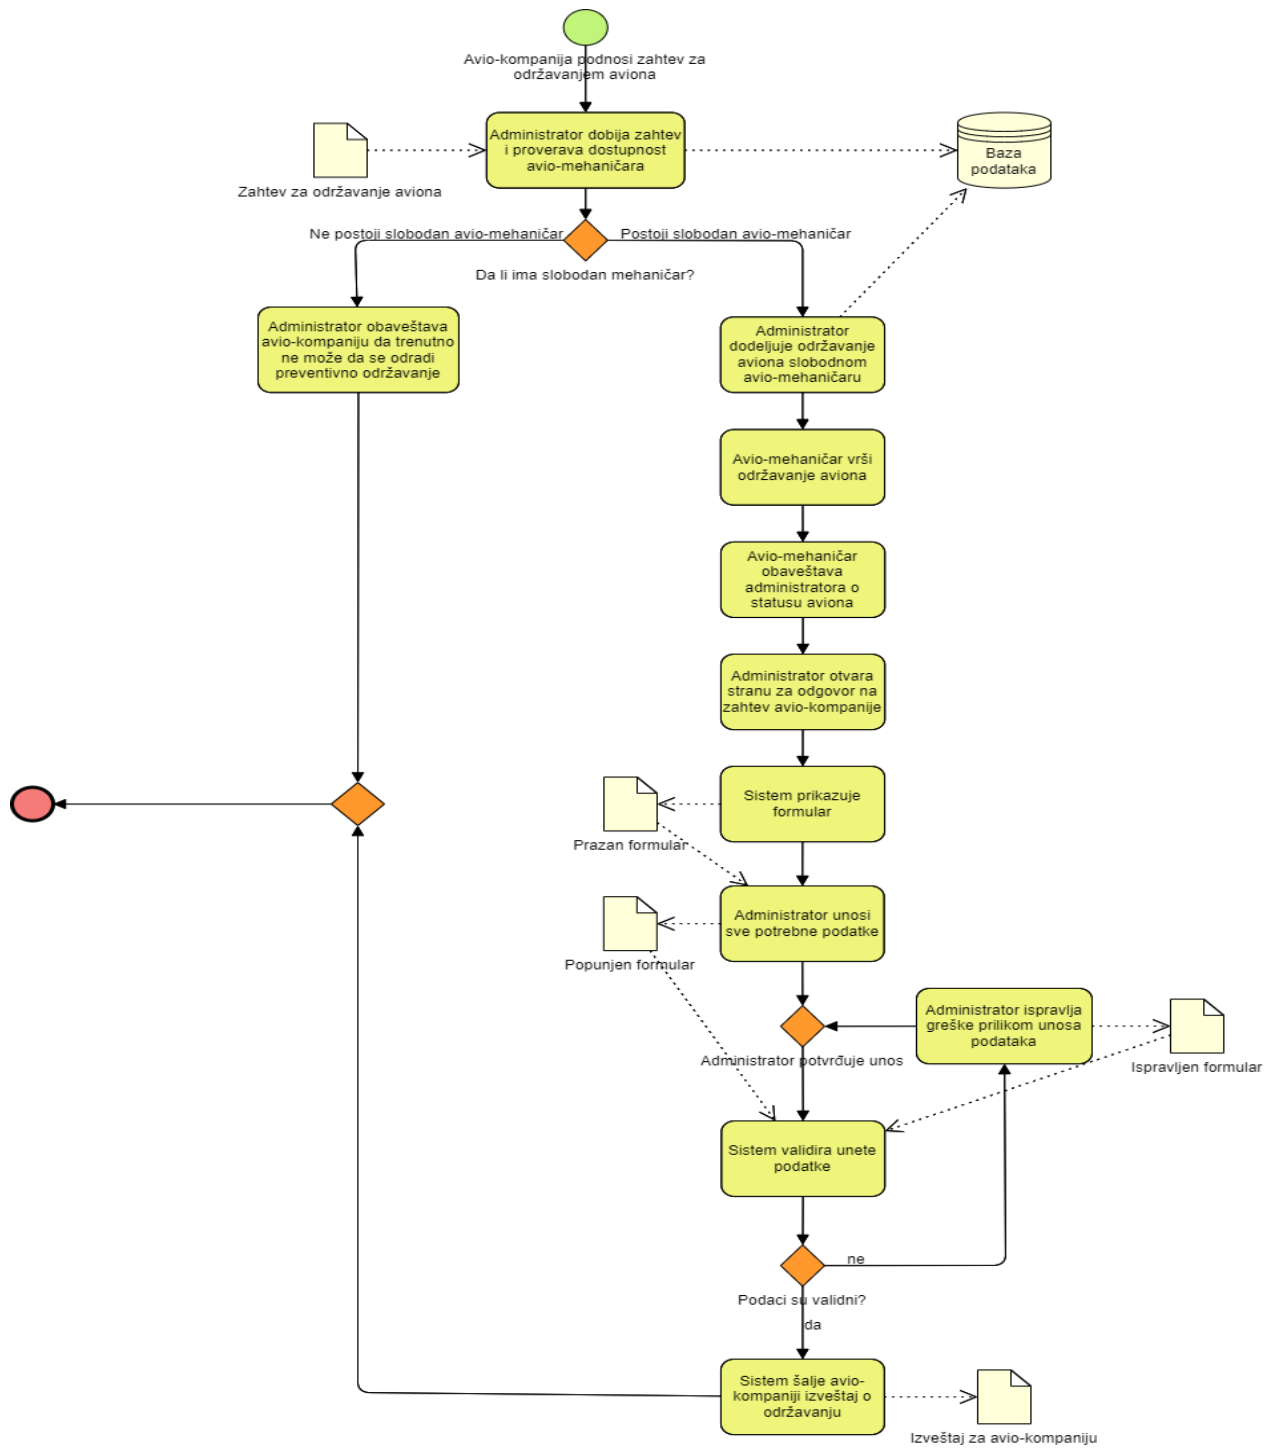 Avio-kompanija podnosi zahtev za
održavanjem aviona
Administrator dobija zahtev
i proverava dostupnost
avio-mehaničara
Baza
podataka
Zahtev za održavanje aviona
Ne postoji slobodan avio-mehaničar
Postoji slobodan avio-mehaničar
Da li ima slobodan mehaničar?
Administrator obaveštava
avio-kompaniju da trenutno
ne može da se odradi
preventivno održavanje
Administrator
dodeljuje održavanje
aviona slobodnom
avio-mehaničaru
Avio-mehaničar vrši
održavanje aviona
Avio-mehaničar
obaveštava
administratora o
statusu aviona
Administrator otvara
stranu za odgovor na
zahtev avio-kompanije
Sistem prikazuje
formular
Prazan formular
Administrator unosi
sve potrebne podatke
Popunjen formular
Administrator ispravlja
greške prilikom unosa
podataka
Ispravljen formular
Administrator potvrđuje unos
Sistem validira unete
podatke
ne
Podaci su validni?
da
Sistem šalje avio-
kompaniji izveštaj o
održavanju
Izveštaj za avio-kompaniju